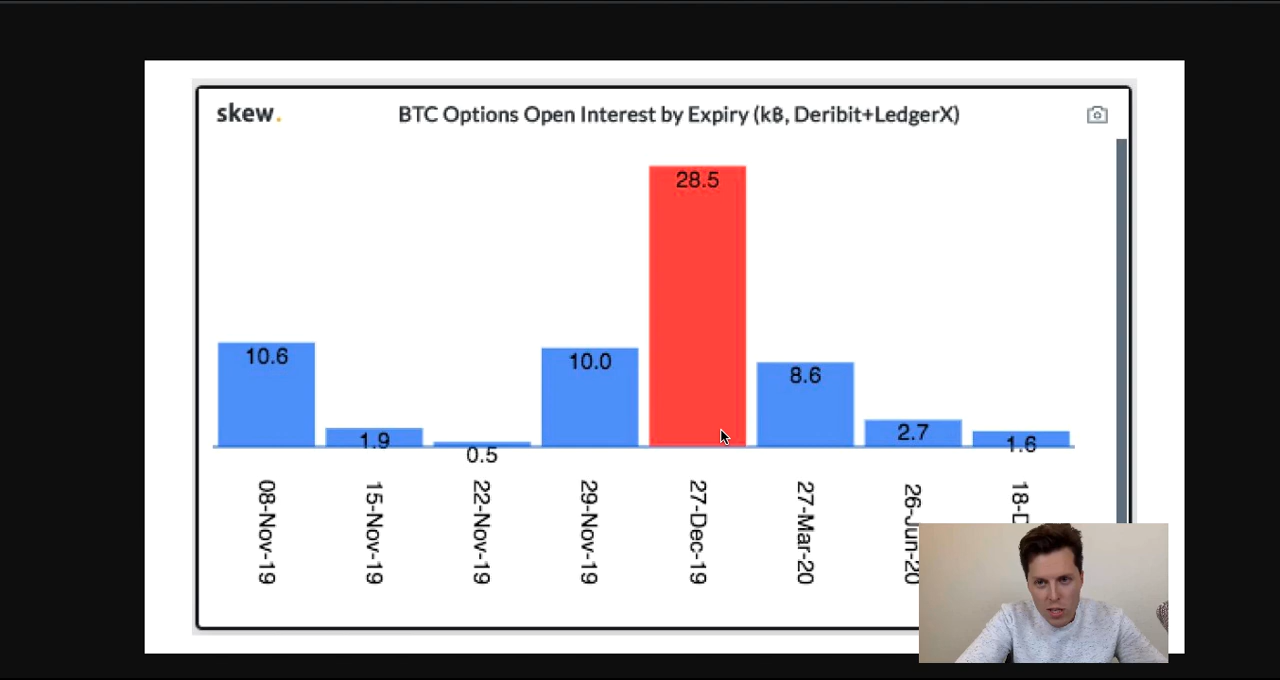 skew.
BTC Options Open Interest by Expiry (kɃ, Deribit+LedgerX)
28.5
10.6
10.0
8.6
1.9
2.7
1.6
0.5
08-Nov-19
15-Nov-19
22-Nov-19
29-Nov-19
27-Dec-19
27-Mar-20
26-Jun-20